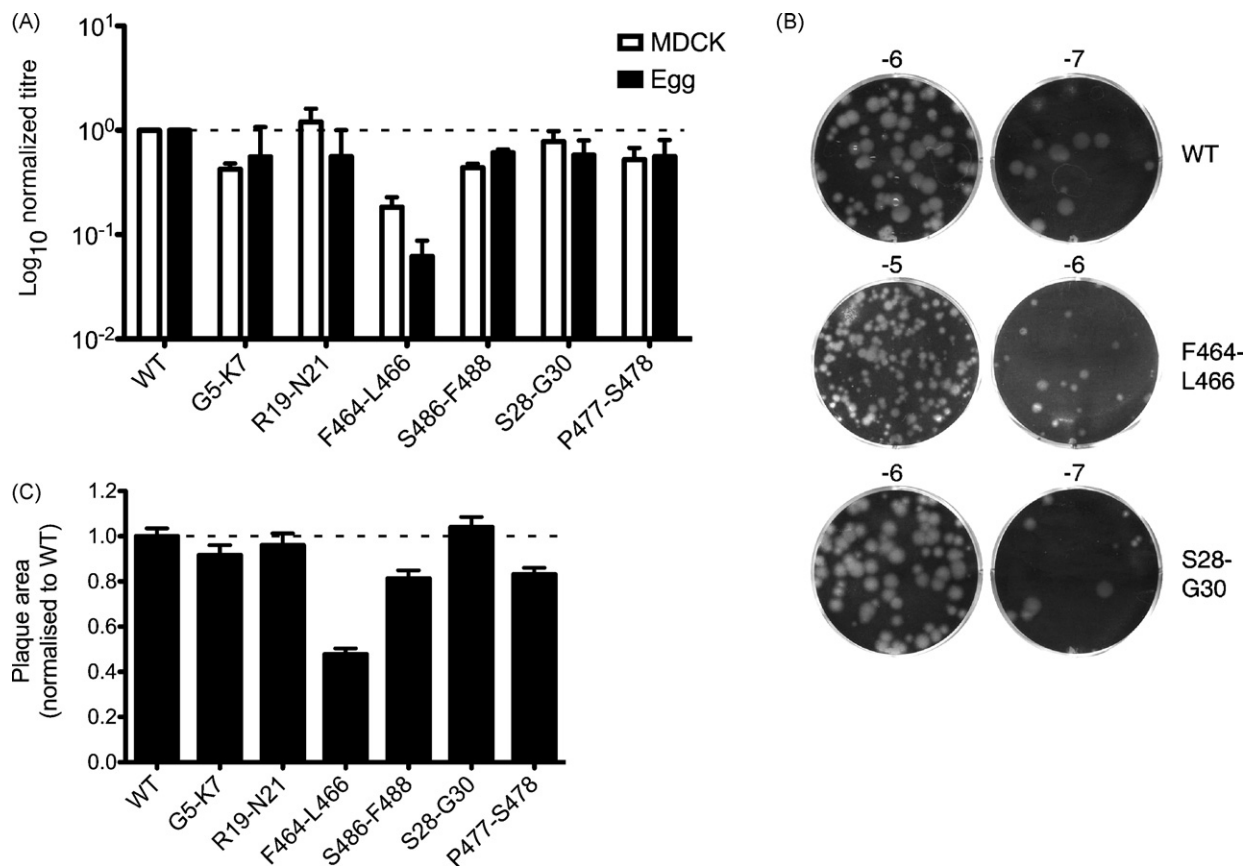 (A)
Log10 normalized titre
10¹
10⁰
10-¹
10-²
MDCK
Egg
WT
G5-K7
R19-N21
F464-L466
S486-F488
S28-G30
P477-S478
(B)
-6 -7
WT
-5 -6
F464-
L466
-6 -7
S28-
G30
(C)
Plaque area
(normalised to WT)
1.2
1.0
0.8
0.6
0.4
0.2
0.0
WT
G5-K7
R19-N21
F464-L466
S486-F488
S28-G30
P477-S478